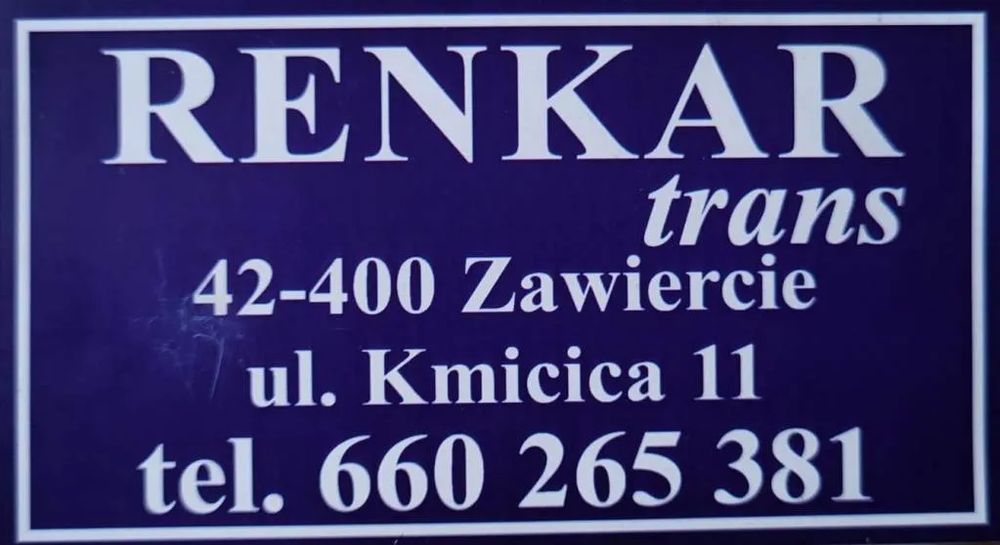 RENKAR
trans
42-400 Zawiercie
ul. Kmicica 11
tel. 660 265 381